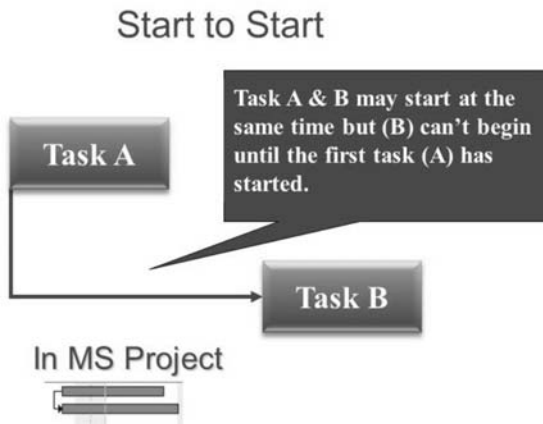 Start to Start
Task A & B may start at the
same time but (B) can't begin
until the first task (A) has
started.
Task A
Task B
In MS Project